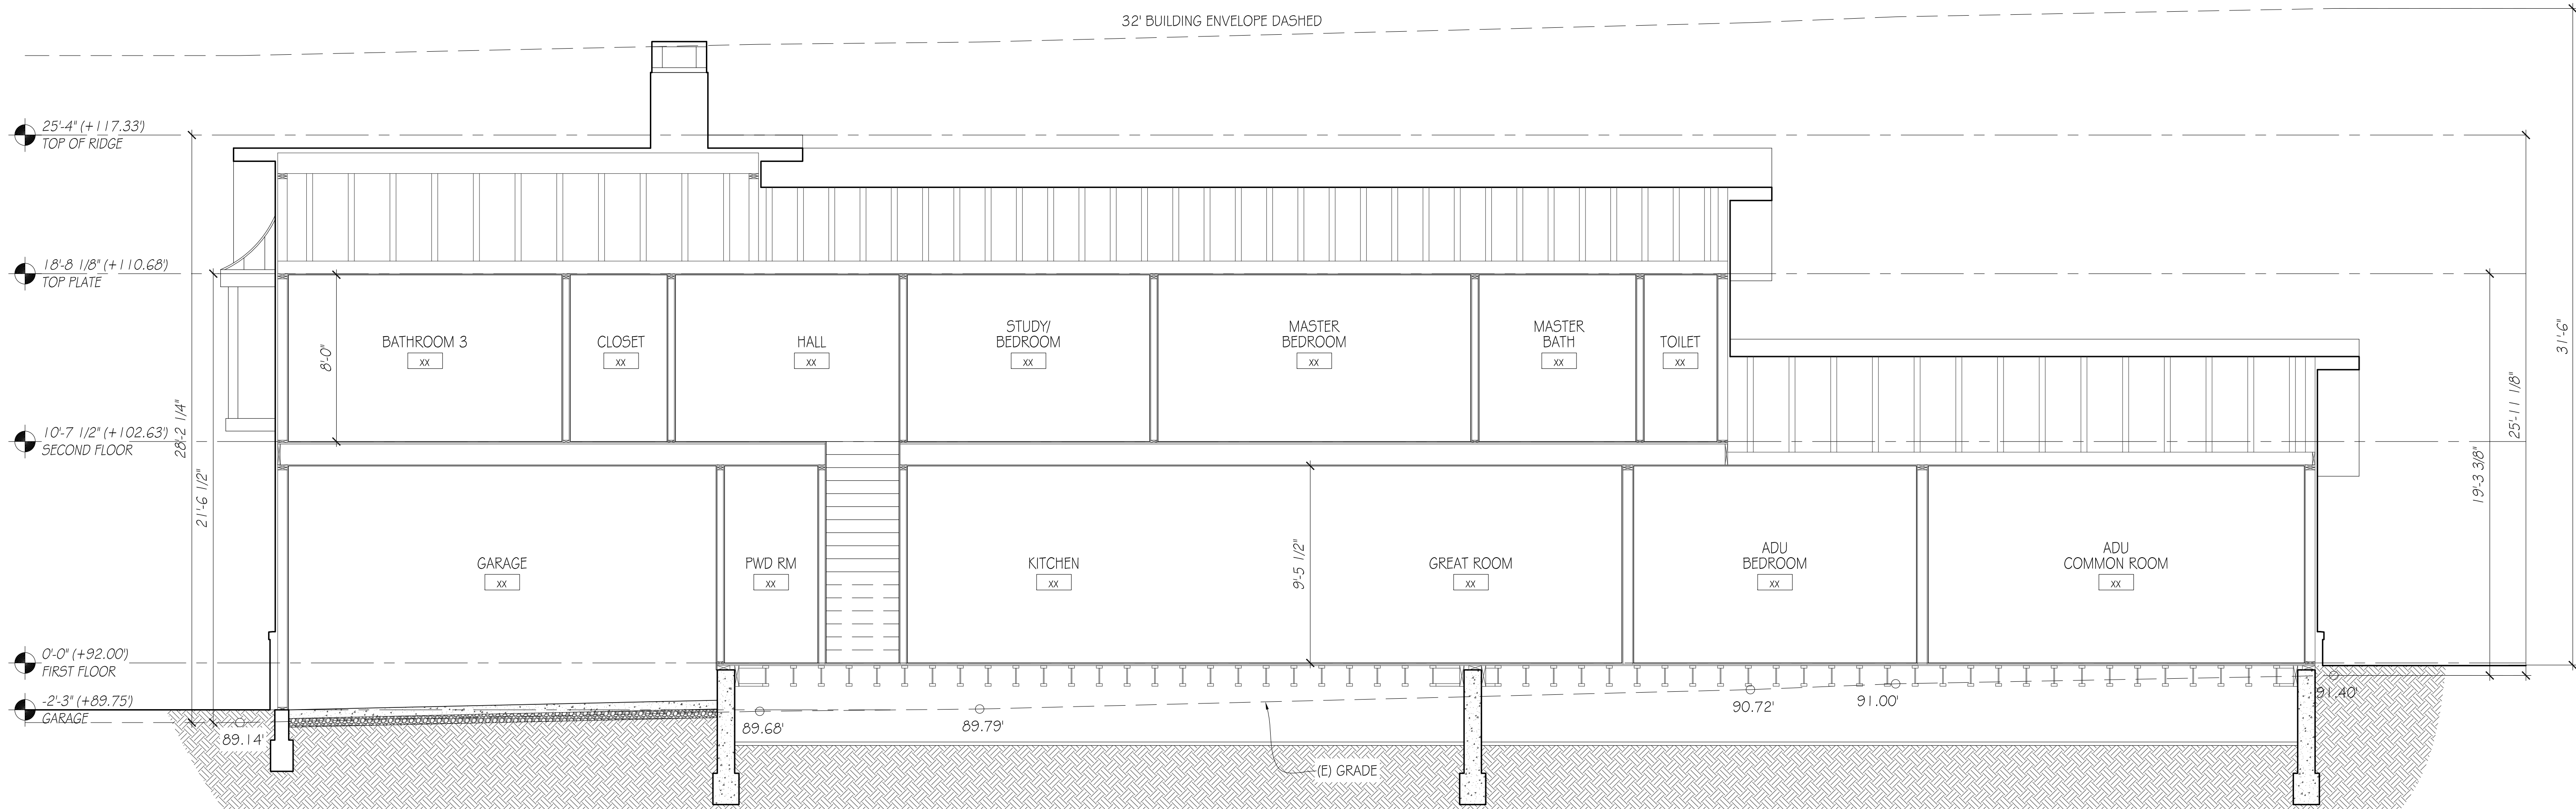 32' BUILDING ENVELOPE DASHED
25'-4" (+117.33')
TOP OF RIDGE
18'-8 1/8" (+110.68')
TOP PLATE
10'-7 1/2" (+102.63')
SECOND FLOOR
0'-0" (+92.00')
FIRST FLOOR
-2'-3" (+89.75')
GARAGE
28'-2 1/4"
21'-6 1/2"
8'-0"
BATHROOM 3
XX
CLOSET
XX
HALL
XX
STUDY/
BEDROOM
XX
MASTER
BEDROOM
XX
MASTER
BATH
XX
TOILET
XX
GARAGE
XX
PWD RM
XX
KITCHEN
XX
9'-5 1/2"
GREAT ROOM
XX
ADU
BEDROOM
XX
ADU
COMMON ROOM
XX
31'-6"
25'-11 1/8"
19'-3 3/8"
89.14'
89.68'
89.79'
90.72'
91.00'
91.40'
(E) GRADE